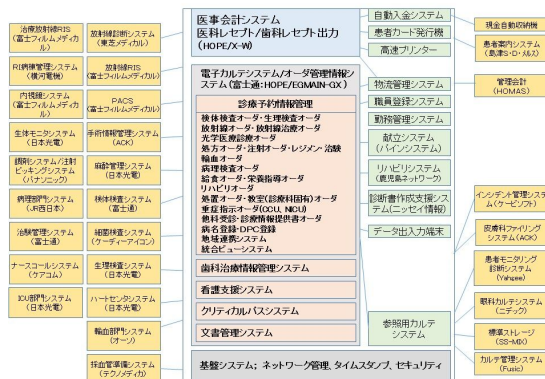 治療放射線RIS
(富士フィルムメディカ
ル)
RI病棟管理システム
(横河電機)
内視鏡システム
(富士フィルムメディカ
ル)
生体モニタシステム
(日本光電)
調剤システム/注射
ピッキングシステム
(パナソニック)
病理部門システム
(JR西日本)
治験管理システム
(富士通)
ナースコールシステム
(ケアコム)
ICU部門システム
(日本光電)
放射線診断システム
(東芝メディカル)
放射線RIS
(富士フィルムメディカル)
PACS
(富士フィルムメディカル)
手術情報管理システム
(ACK)
麻酔管理システム
(日本光電)
検体検査システム
(富士通)
細菌検査システム
(ケーディーアイコン)
生理検査システム
(日本光電)
ハートセンタシステム
(日本光電)
輸血部門システム
(オーソ)
採血管準備システム
(テクノメディカ)
医事会計システム
医科レセプト/歯科レセプト出力
(HOPE/X-W)
電子カルテシステム/オーダ管理情報シ
ステム(富士通:HOPE/EGMAIN-GX)
診療予約情報管理
検体検査オーダ・生理検査オーダ
放射線オーダ・放射線治療オーダ
光学医療診療オーダ
処方オーダ・注射オーダ・レジメン・治験
輸血オーダ
病理検査オーダ
給食オーダ・栄養指導オーダ
リハビリオーダ
処置オーダ・教室(診療科固有)オーダ
重症指示オーダ(CCU, NICU)
他科受診・診療情報提供書オーダ
病名登録・DPC登録
地域連携システム
統合ビューシステム
歯科治療情報管理システム
看護支援システム
クリティカルパスシステム
文書管理システム
基盤システム; ネットワーク管理、タイムスタンプ、セキュリティ
自動入金システム
患者カード発行機
高速プリンター
物流管理システム
職員登録システム
勤務管理システム
献立システム
(バインシステム)
リハビリシステム
(鹿児島ネットワーク)
診断書作成支援シス
テム(ニッセイ情報)
データ出入力端末
参照用カルテ
システム
現金自動収納機
患者案内システム
(島津S・D・メルズ)
管理会計
(HOMAS)
インシデント管理システ
ム(ケービソフト)
皮膚科ファイリング
システム(ACK)
患者モニタリング
診断システム
(Yahgee)
眼科カルテシステム
(ニデック)
標準ストレージ
(SS-MIX)
カルテ管理システム
(Fusic)